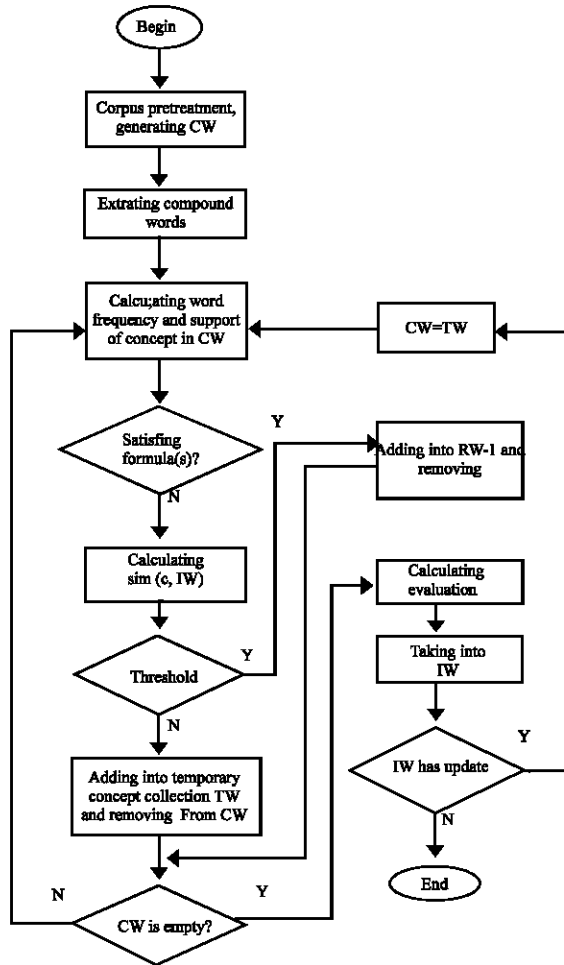 Begin
Corpus pretreatment,
generating CW
Extrating compound
words
Calcu;ating word
frequency and support
of concept in CW
CW=TW
Satisfing
formula(s)?
Y
N
Adding into RW-1 and
removing
Calculating
sim (c, IW)
Calculating
evaluation
Threshold
Y
N
Taking into
IW
Adding into temporary
concept collection TW
and removing From CW
IW has update
Y
N
CW is empty?
N
Y
End